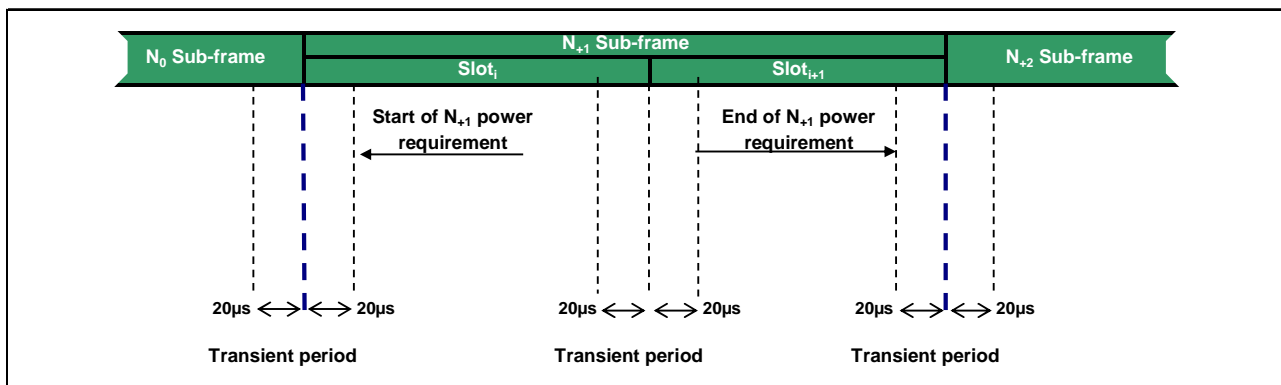 N+1 Sub-frame
N0 Sub-frame
N+2 Sub-frame
Sloti
Sloti+1
Start of N+1 power
requirement
End of N+1 power
requirement
20µs
20µs
20µs
20µs
20µs
20µs
Transient period
Transient period
Transient period